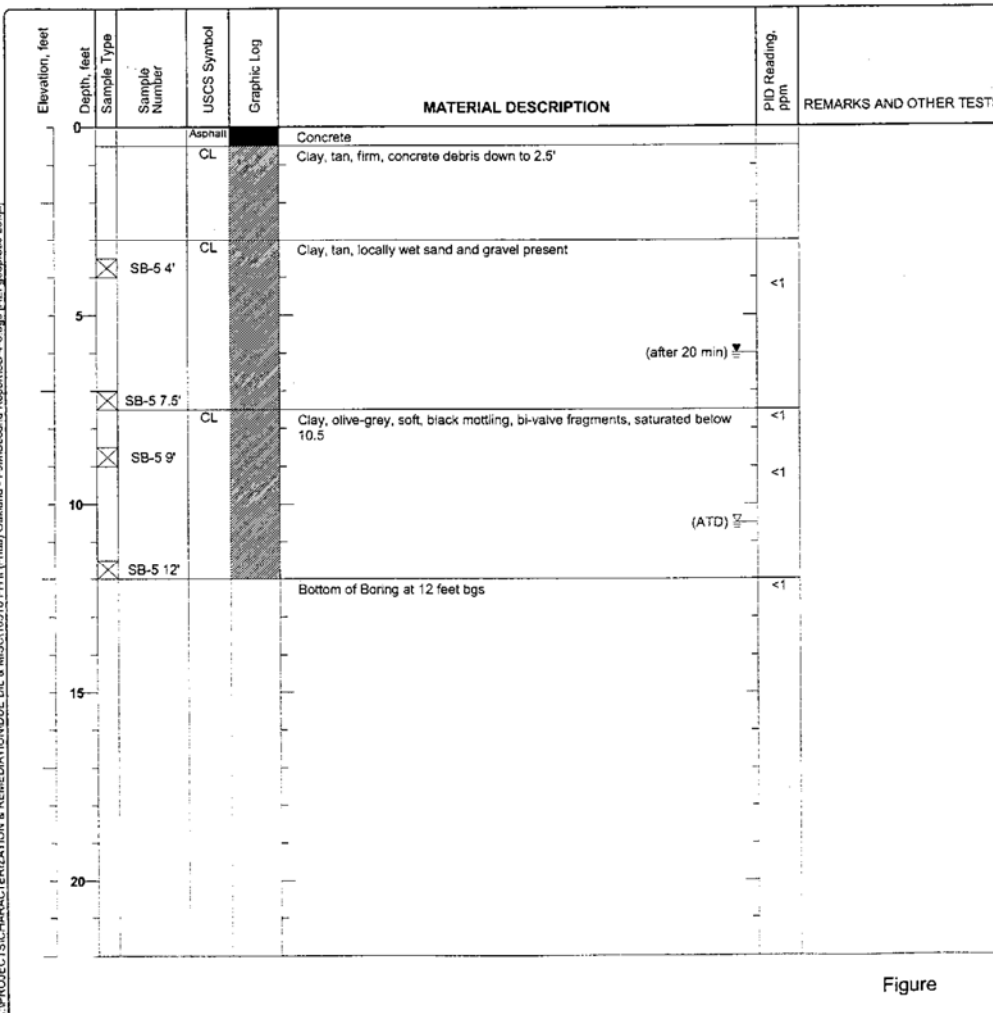 Elevation, feet
Depth, feet
Sample Type
Sample
Number
USCS Symbol
Graphic Log
MATERIAL DESCRIPTION
PID Reading,
ppm
REMARKS AND OTHER TEST
0
Asphalt
Concrete
CL
Clay, tan, firm, concrete debris down to 2.5'
CL
Clay, tan, locally wet sand and gravel present
SB-5 4'
<1
5
(after 20 min)
SB-5 7.5'
CL
Clay, olive-grey, soft, black mottling, bi-valve fragments, saturated below
10.5
<1
SB-5 9'
<1
10
(ATD)
SB-5 12'
Bottom of Boring at 12 feet bgs
<1
15
20
Figure